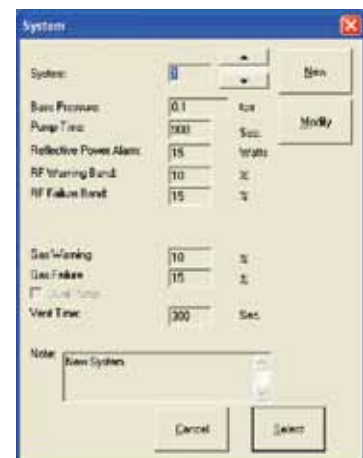 System
System: 1
New
Base Pressure: 0.1 torr
Modify
Pump Time: 900 Sec.
Reflective Power Alarm: 15 Watts
RF Warning Band: 10 %
RF Failure Band: 15 %
Gas Warning 10 %
Gas Failure 15 %
Vent Time: 300 Sec.
Note: New System
Cancel Select